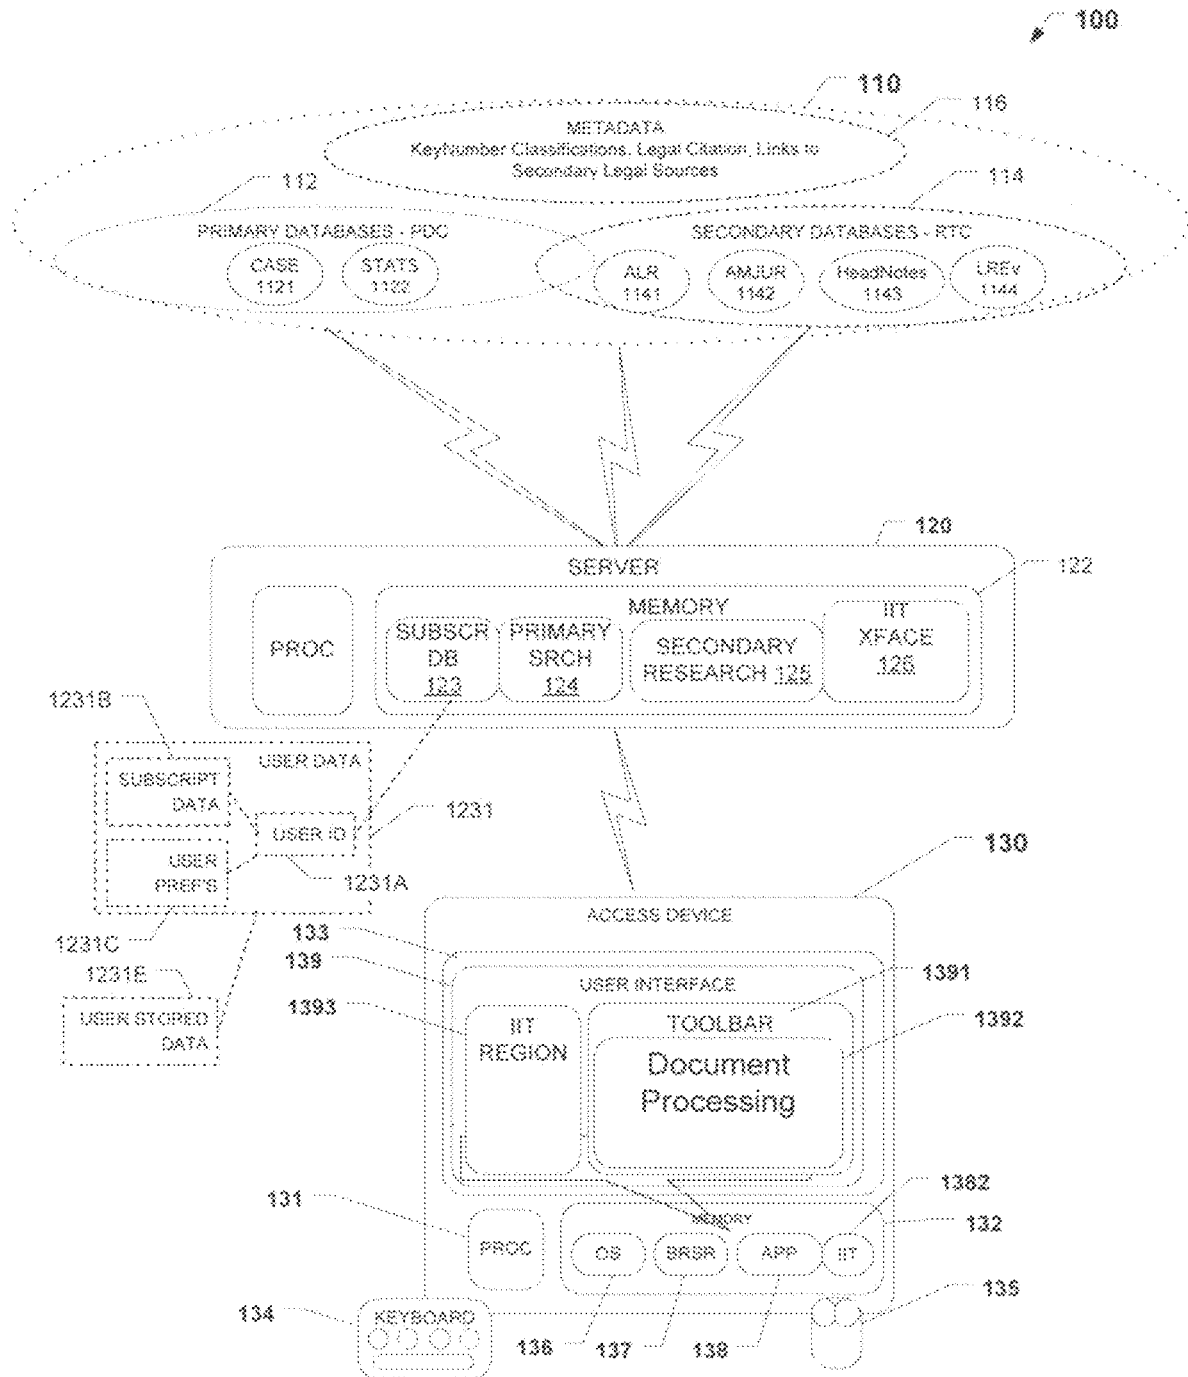 100
110
116
METADATA
KeyNumber Classifications, Legal Citation, Links to
Secondary Legal Sources
112
114
PRIMARY DATABASES - PDC
SECONDARY DATABASES - RTC
CASE
1121
STATS
1122
ALR
1141
AMJUR
1142
HeadNotes
1143
LREv
1144
120
SERVER
122
MEMORY
PROC
SUBSCR
DB
123
PRIMARY
SRCH
124
SECONDARY
RESEARCH 125
IIT
XFACE
126
1231B
USER DATA
SUBSCRIPT
DATA
USER ID
1231
USER
PREF'S
1231A
1231C
1231E
USER STORED
DATA
130
ACCESS DEVICE
133
139
USER INTERFACE
1391
1393
IIT
REGION
TOOLBAR
1392
Document
Processing
131
1382
MEMORY
132
PROC
OS
BRSR
APP
IIT
134
KEYBOARD
135
136
137
138